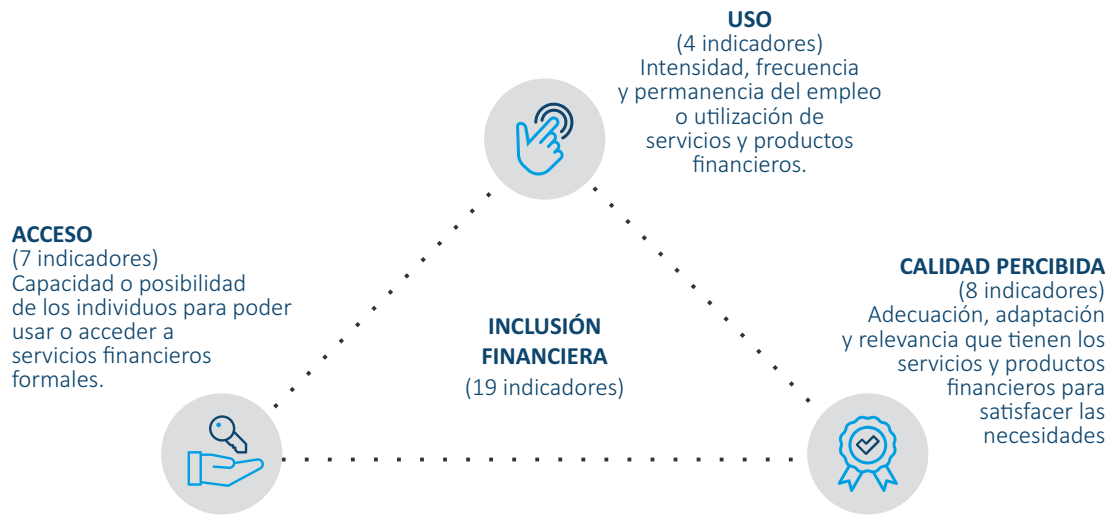 USO
(4 indicadores)
Intensidad, frecuencia
y permanencia del empleo
o utilización de
servicios y productos
financieros.
ACCESO
(7 indicadores)
Capacidad o posibilidad
de los individuos para poder
usar o acceder a
servicios financieros
formales.
CALIDAD PERCIBIDA
(8 indicadores)
Adecuación, adaptación
y relevancia que tienen los
servicios y productos
financieros para
satisfacer las
necesidades
INCLUSIÓN
FINANCIERA
(19 indicadores)